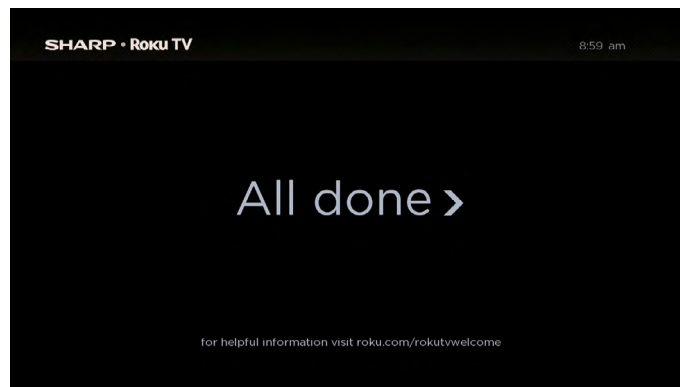 SHARP • ROKU TV
8:59 am
All done >
for helpful information visit roku.com/rokutvwelcome